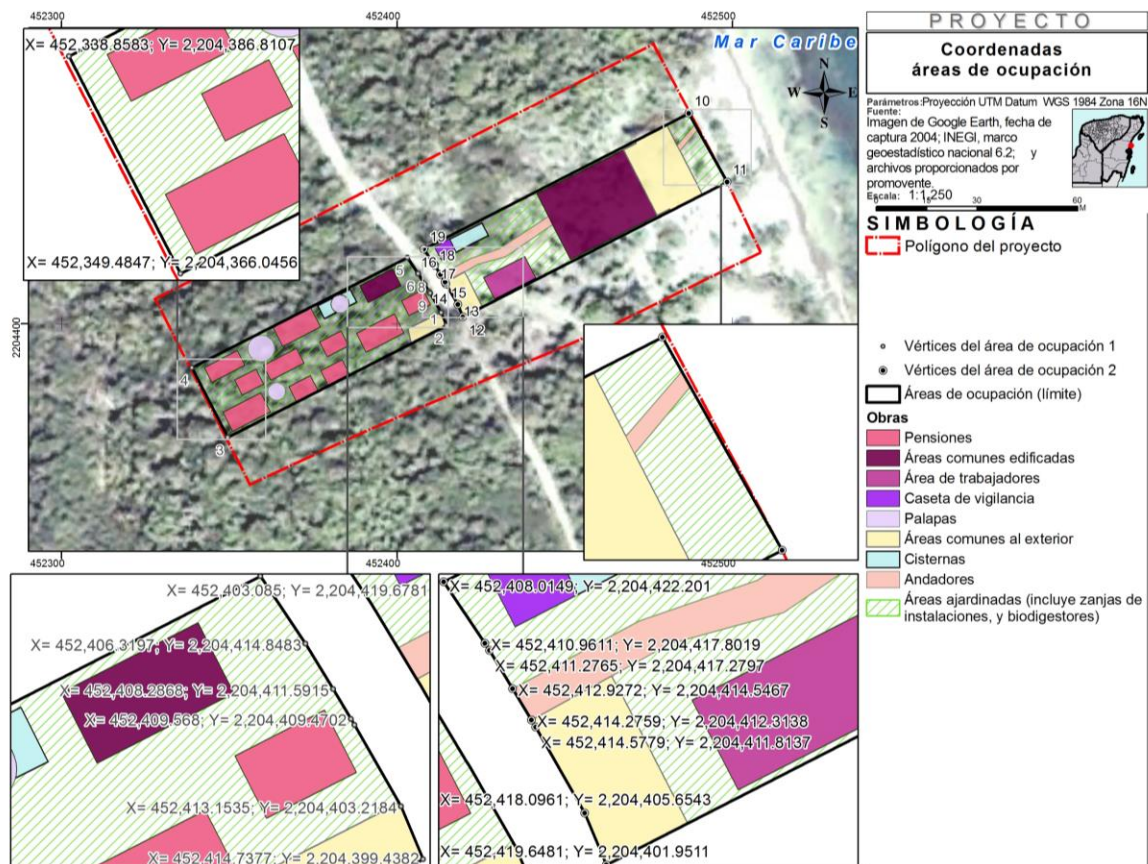 452300
452400
452500
X= 452,338.8583; Y= 2,204,386.8107
X= 452,349.4847; Y= 2,204,366.0456
Mar Caribe
N
W
E
S
10
11
19
18
17
16
15
14
13
12
5
6
8
9
1
2
4
3
2204400
452300
452400
452500
X= 452,403.085; Y= 2,204,419.6781
X= 452,406.3197; Y= 2,204,414.8483
X= 452,408.2868; Y= 2,204,411.5915
X= 452,409.568; Y= 2,204,409.4702
X= 452,413.1535; Y= 2,204,403.2184
X= 452,414.7377; Y= 2,204,399.4382
X= 452,408.0149; Y= 2,204,422.201
X= 452,410.9611; Y= 2,204,417.8019
X= 452,411.2765; Y= 2,204,417.2797
X= 452,412.9272; Y= 2,204,414.5467
X= 452,414.2759; Y= 2,204,412.3138
X= 452,414.5779; Y= 2,204,411.8137
X= 452,418.0961; Y= 2,204,405.6543
X= 452,419.6481; Y= 2,204,401.9511
PROYECTO
Coordenadas
áreas de ocupación
Parámetros:Proyección UTM Datum WGS 1984 Zona 16N
Fuente:
Imagen de Google Earth, fecha de
captura 2004; INEGI, marco
geoestadístico nacional 6.2; y
archivos proporcionados por
promovente.
Escala: 1:1,250
60
M
SIMBOLOGÍA
Polígono del proyecto
Vértices del área de ocupación 1
Vértices del área de ocupación 2
Áreas de ocupación (límite)
Obras
Pensiones
Áreas comunes edificadas
Área de trabajadores
Caseta de vigilancia
Palapas
Áreas comunes al exterior
Cisternas
Andadores
Áreas ajardinadas (incluye zanjas de
instalaciones, y biodigestores)